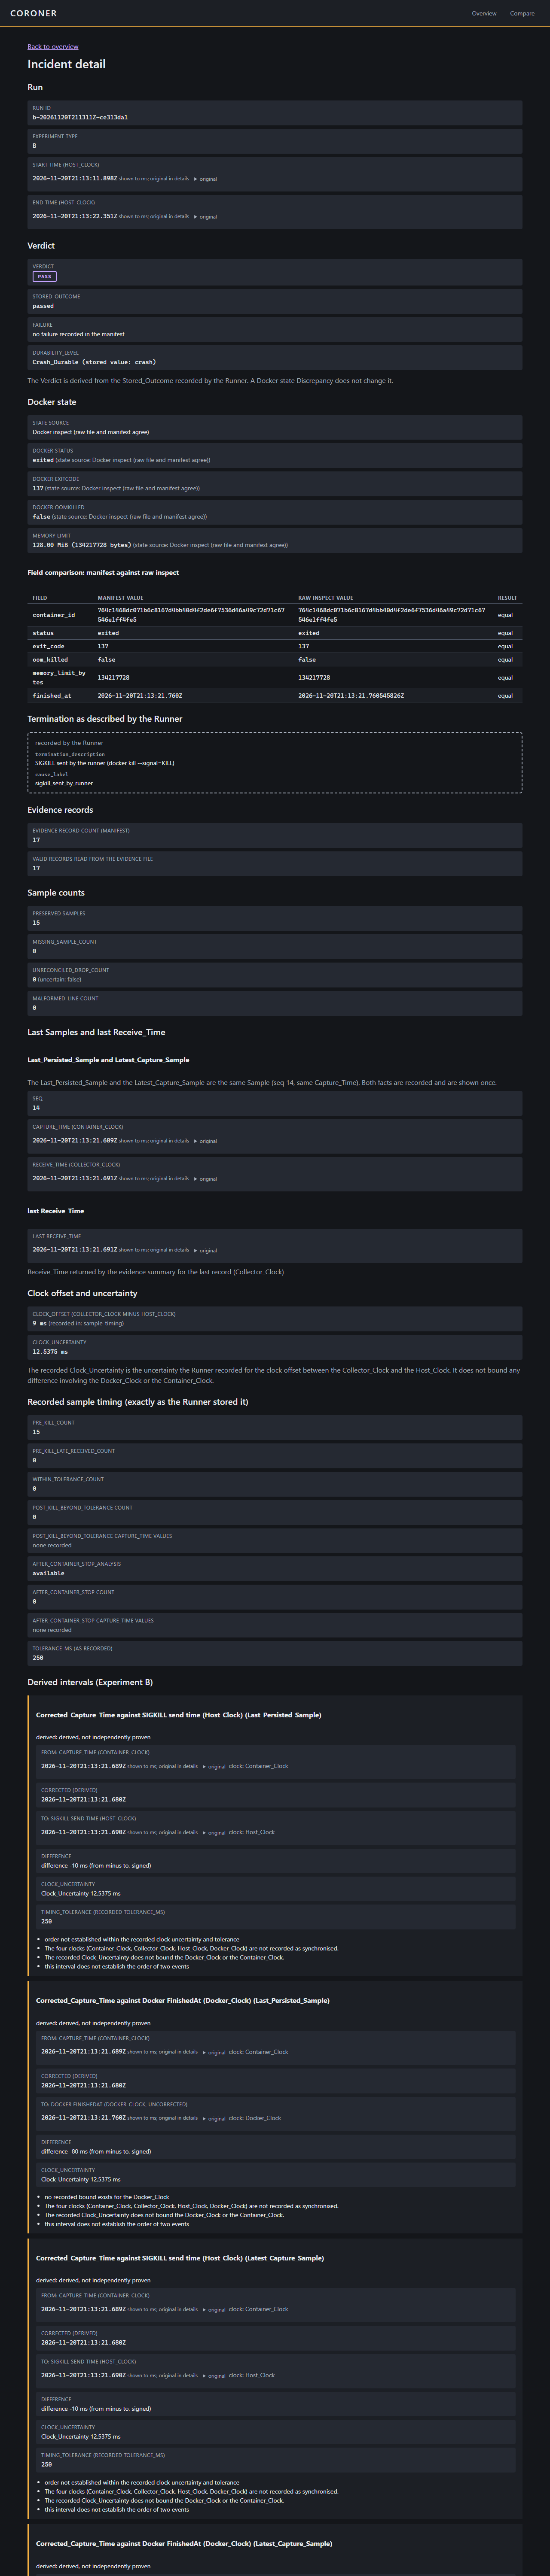 CORONER
Overview
Compare
Back to overview
Incident detail
Run
RUN ID
b-20261120T211311Z-ce313da1
EXPERIMENT TYPE
B
START TIME (HOST_CLOCK)
2026-11-20T21:13:11.898Z shown to ms; original in details ▶ original
END TIME (HOST_CLOCK)
2026-11-20T21:13:22.351Z shown to ms; original in details ▶ original
Verdict
VERDICT
PASS
STORED_OUTCOME
passed
FAILURE
no failure recorded in the manifest
DURABILITY_LEVEL
Crash_Durable (stored value: crash)
The Verdict is derived from the Stored_Outcome recorded by the Runner. A Docker state Discrepancy does not change it.
Docker state
STATE SOURCE
Docker inspect (raw file and manifest agree)
DOCKER STATUS
exited (state source: Docker inspect (raw file and manifest agree))
DOCKER EXITCODE
137 (state source: Docker inspect (raw file and manifest agree))
DOCKER OOMKILLED
false (state source: Docker inspect (raw file and manifest agree))
MEMORY LIMIT
128.00 MiB (134217728 bytes) (state source: Docker inspect (raw file and manifest agree))
Field comparison: manifest against raw inspect
FIELD MANIFEST VALUE RAW INSPECT VALUE RESULT
container_id 764c1468dc071b6c8167d4bb40d4f2de6f7536d46a49c72d71c67 764c1468dc071b6c8167d4bb40d4f2de6f7536d46a49c72d71c67 equal
546e1ff4fe5 546e1ff4fe5
status exited exited equal
exit_code 137 137 equal
oom_killed false false equal
memory_limit_by 134217728 134217728 equal
tes
finished_at 2026-11-20T21:13:21.760Z 2026-11-20T21:13:21.760545826Z equal
Termination as described by the Runner
recorded by the Runner
termination_description
SIGKILL sent by the runner (docker kill --signal=KILL)
cause_label
sigkill_sent_by_runner
Evidence records
EVIDENCE RECORD COUNT (MANIFEST)
17
VALID RECORDS READ FROM THE EVIDENCE FILE
17
Sample counts
PRESERVED SAMPLES
15
MISSING_SAMPLE_COUNT
0
UNRECONCILED_DROP_COUNT
0 (uncertain: false)
MALFORMED_LINE COUNT
0
Last Samples and last Receive_Time
Last_Persisted_Sample and Latest_Capture_Sample
The Last_Persisted_Sample and the Latest_Capture_Sample are the same Sample (seq 14, same Capture_Time). Both facts are recorded and are shown once.
SEQ
14
CAPTURE_TIME (CONTAINER_CLOCK)
2026-11-20T21:13:21.689Z shown to ms; original in details ▶ original
RECEIVE_TIME (COLLECTOR_CLOCK)
2026-11-20T21:13:21.691Z shown to ms; original in details ▶ original
last Receive_Time
LAST RECEIVE_TIME
2026-11-20T21:13:21.691Z shown to ms; original in details ▶ original
Receive_Time returned by the evidence summary for the last record (Collector_Clock)
Clock offset and uncertainty
CLOCK_OFFSET (COLLECTOR_CLOCK MINUS HOST_CLOCK)
9 ms (recorded in: sample_timing)
CLOCK_UNCERTAINTY
12.5375 ms
The recorded Clock_Uncertainty is the uncertainty the Runner recorded for the clock offset between the Collector_Clock and the Host_Clock. It does not bound any
difference involving the Docker_Clock or the Container_Clock.
Recorded sample timing (exactly as the Runner stored it)
PRE_KILL_COUNT
15
PRE_KILL_LATE_RECEIVED_COUNT
0
WITHIN_TOLERANCE_COUNT
0
POST_KILL_BEYOND_TOLERANCE COUNT
0
POST_KILL_BEYOND_TOLERANCE CAPTURE_TIME VALUES
none recorded
AFTER_CONTAINER_STOP_ANALYSIS
available
AFTER_CONTAINER_STOP COUNT
0
AFTER_CONTAINER_STOP CAPTURE_TIME VALUES
none recorded
TOLERANCE_MS (AS RECORDED)
250
Derived intervals (Experiment B)
Corrected_Capture_Time against SIGKILL send time (Host_Clock) (Last_Persisted_Sample)
derived: derived, not independently proven
FROM: CAPTURE_TIME (CONTAINER_CLOCK)
2026-11-20T21:13:21.689Z shown to ms; original in details ▶ original clock: Container_Clock
CORRECTED (DERIVED)
2026-11-20T21:13:21.680Z
TO: SIGKILL SEND TIME (HOST_CLOCK)
2026-11-20T21:13:21.690Z shown to ms; original in details ▶ original clock: Host_Clock
DIFFERENCE
difference -10 ms (from minus to, signed)
CLOCK_UNCERTAINTY
Clock_Uncertainty 12.5375 ms
TIMING_TOLERANCE (RECORDED TOLERANCE_MS)
250
• order not established within the recorded clock uncertainty and tolerance
• The four clocks (Container_Clock, Collector_Clock, Host_Clock, Docker_Clock) are not recorded as synchronised.
• The recorded Clock_Uncertainty does not bound the Docker_Clock or the Container_Clock.
• this interval does not establish the order of two events
Corrected_Capture_Time against Docker FinishedAt (Docker_Clock) (Last_Persisted_Sample)
derived: derived, not independently proven
FROM: CAPTURE_TIME (CONTAINER_CLOCK)
2026-11-20T21:13:21.689Z shown to ms; original in details ▶ original clock: Container_Clock
CORRECTED (DERIVED)
2026-11-20T21:13:21.680Z
TO: DOCKER FINISHEDAT (DOCKER_CLOCK, UNCORRECTED)
2026-11-20T21:13:21.760Z shown to ms; original in details ▶ original clock: Docker_Clock
DIFFERENCE
difference -80 ms (from minus to, signed)
CLOCK_UNCERTAINTY
Clock_Uncertainty 12.5375 ms
• no recorded bound exists for the Docker_Clock
• The four clocks (Container_Clock, Collector_Clock, Host_Clock, Docker_Clock) are not recorded as synchronised.
• The recorded Clock_Uncertainty does not bound the Docker_Clock or the Container_Clock.
• this interval does not establish the order of two events
Corrected_Capture_Time against SIGKILL send time (Host_Clock) (Latest_Capture_Sample)
derived: derived, not independently proven
FROM: CAPTURE_TIME (CONTAINER_CLOCK)
2026-11-20T21:13:21.689Z shown to ms; original in details ▶ original clock: Container_Clock
CORRECTED (DERIVED)
2026-11-20T21:13:21.680Z
TO: SIGKILL SEND TIME (HOST_CLOCK)
2026-11-20T21:13:21.690Z shown to ms; original in details ▶ original clock: Host_Clock
DIFFERENCE
difference -10 ms (from minus to, signed)
CLOCK_UNCERTAINTY
Clock_Uncertainty 12.5375 ms
TIMING_TOLERANCE (RECORDED TOLERANCE_MS)
250
• order not established within the recorded clock uncertainty and tolerance
• The four clocks (Container_Clock, Collector_Clock, Host_Clock, Docker_Clock) are not recorded as synchronised.
• The recorded Clock_Uncertainty does not bound the Docker_Clock or the Container_Clock.
• this interval does not establish the order of two events
Corrected_Capture_Time against Docker FinishedAt (Docker_Clock) (Latest_Capture_Sample)
derived: derived, not independently proven